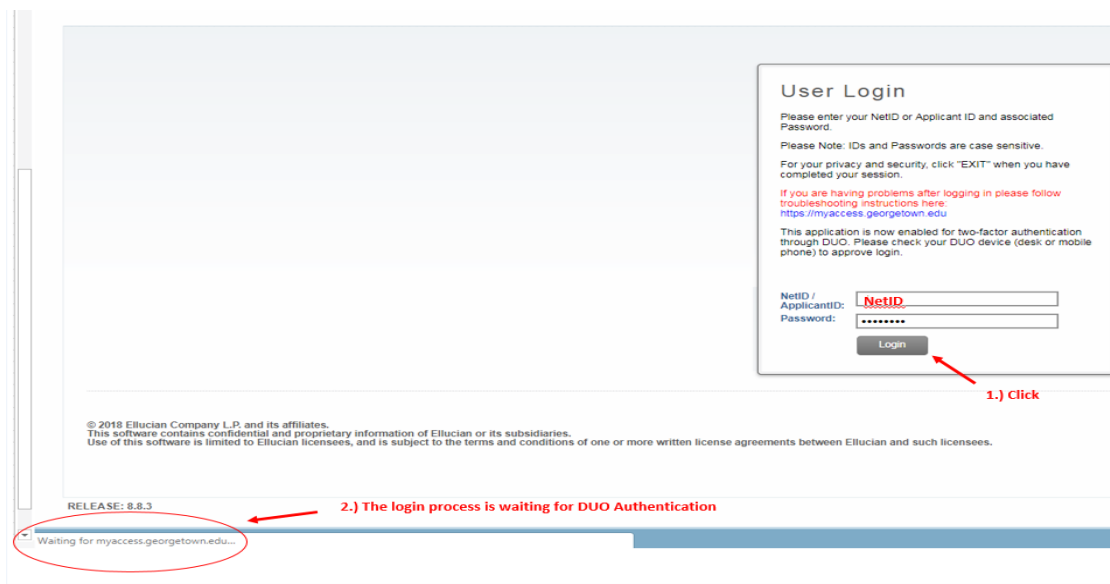 User Login
Please enter your NetID or Applicant ID and associated
Password.
Please Note: IDs and Passwords are case sensitive.
For your privacy and security, click "EXIT" when you have
completed your session.
If you are having problems after logging in please follow
troubleshooting instructions here:
https://myaccess.georgetown.edu
This application is now enabled for two-factor authentication
through DUO. Please check your DUO device (desk or mobile
phone) to approve login.
NetID /
ApplicantID:
NetID
Password:
••••••••
Login
1.) Click
© 2018 Ellucian Company L.P. and its affiliates.
This software contains confidential and proprietary information of Ellucian or its subsidiaries.
Use of this software is limited to Ellucian licensees, and is subject to the terms and conditions of one or more written license agreements between Ellucian and such licensees.
RELEASE: 8.8.3
2.) The login process is waiting for DUO Authentication
Waiting for myaccess.georgetown.edu...